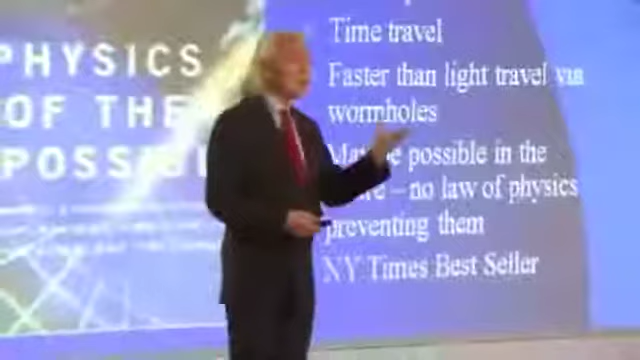 PHYSICS
OF THE
POSSI
Time travel
Faster than light travel via
wormholes
possible in the
– no law of physics
preventing them
NY Times Best Seller